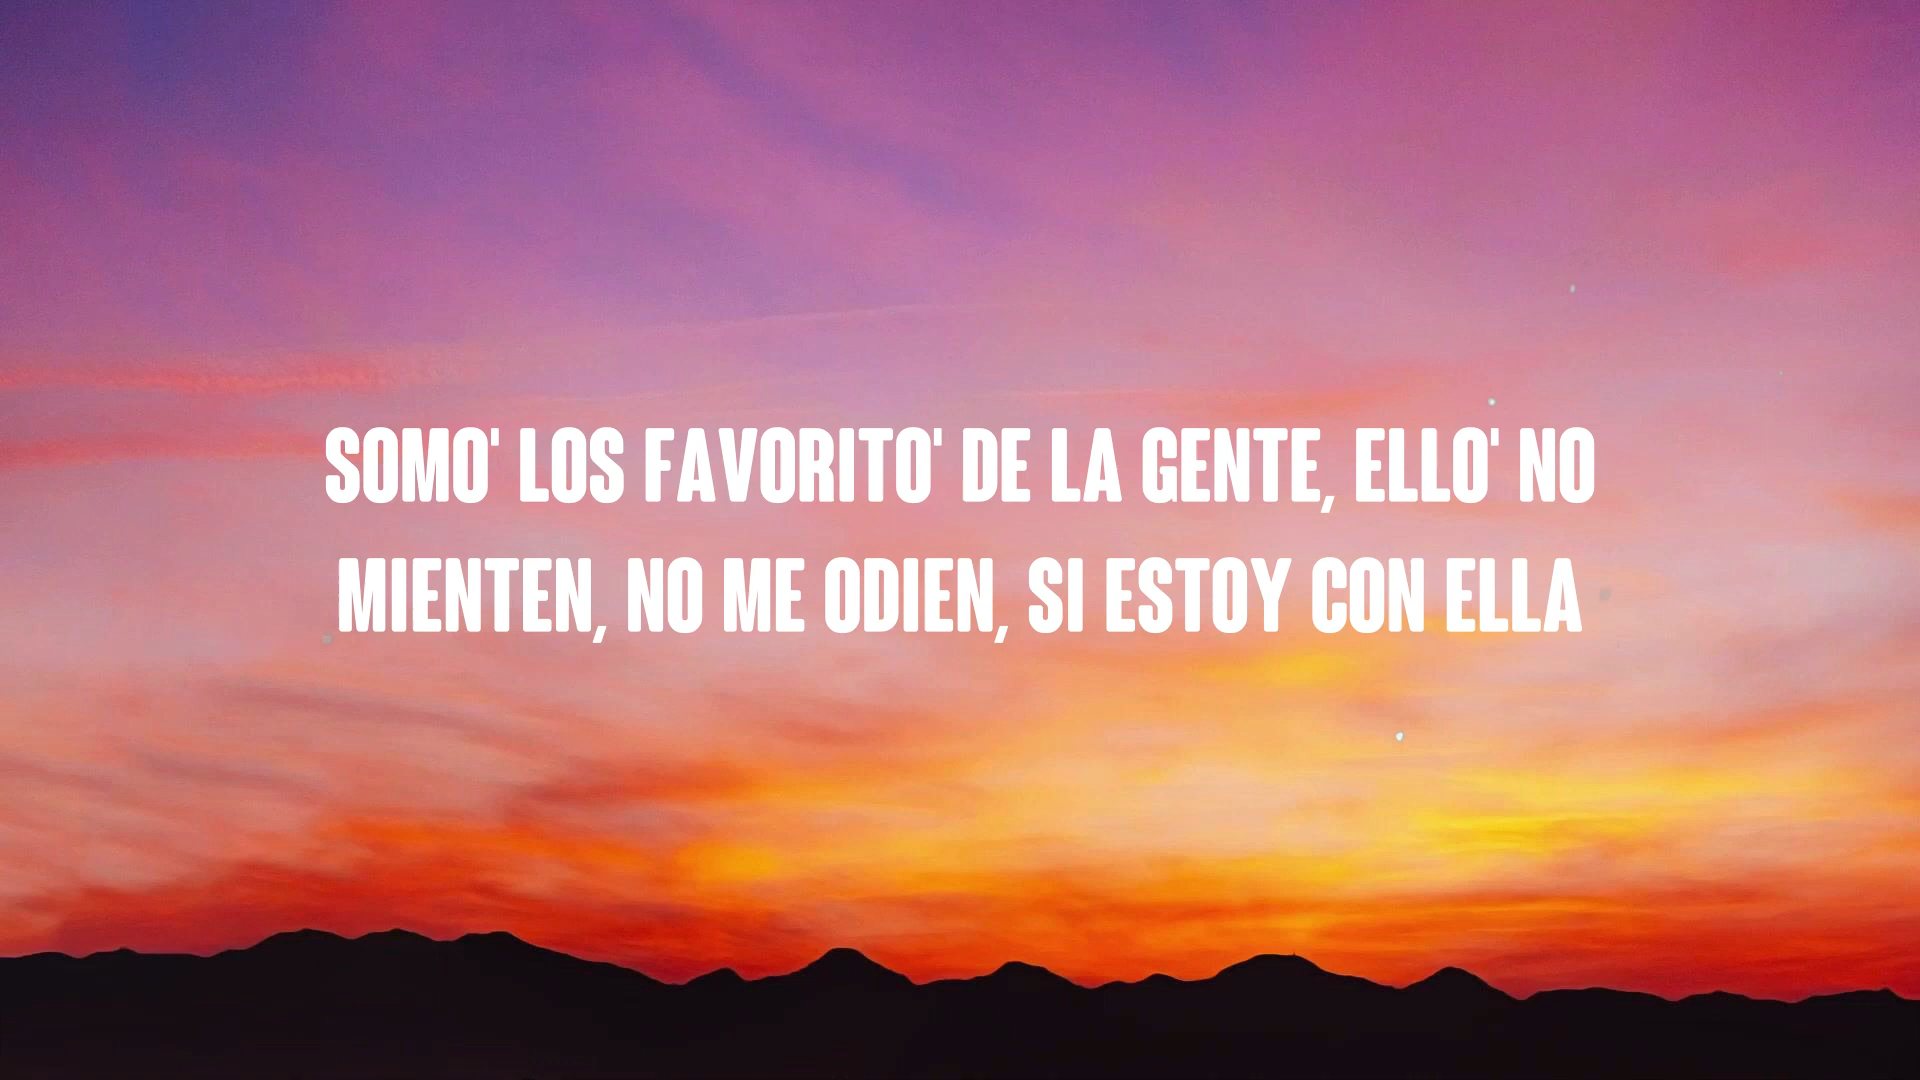 SOMO' LOS FAVORITO' DE LA GENTE, ELLO' NO
MIENTEN, NO ME ODIEN, SI ESTOY CON ELLA